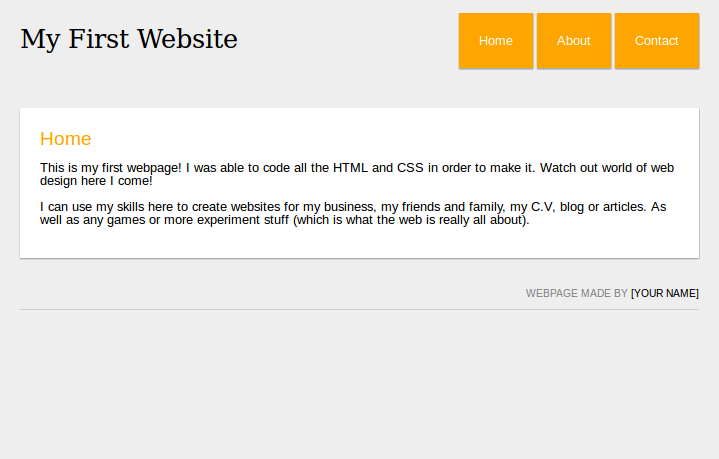 My First Website
Home
About
Contact
Home
This is my first webpage! I was able to code all the HTML and CSS in order to make it. Watch out world of web
design here I come!
I can use my skills here to create websites for my business, my friends and family, my C.V, blog or articles. As
well as any games or more experiment stuff (which is what the web is really all about).
WEBPAGE MADE BY [YOUR NAME]